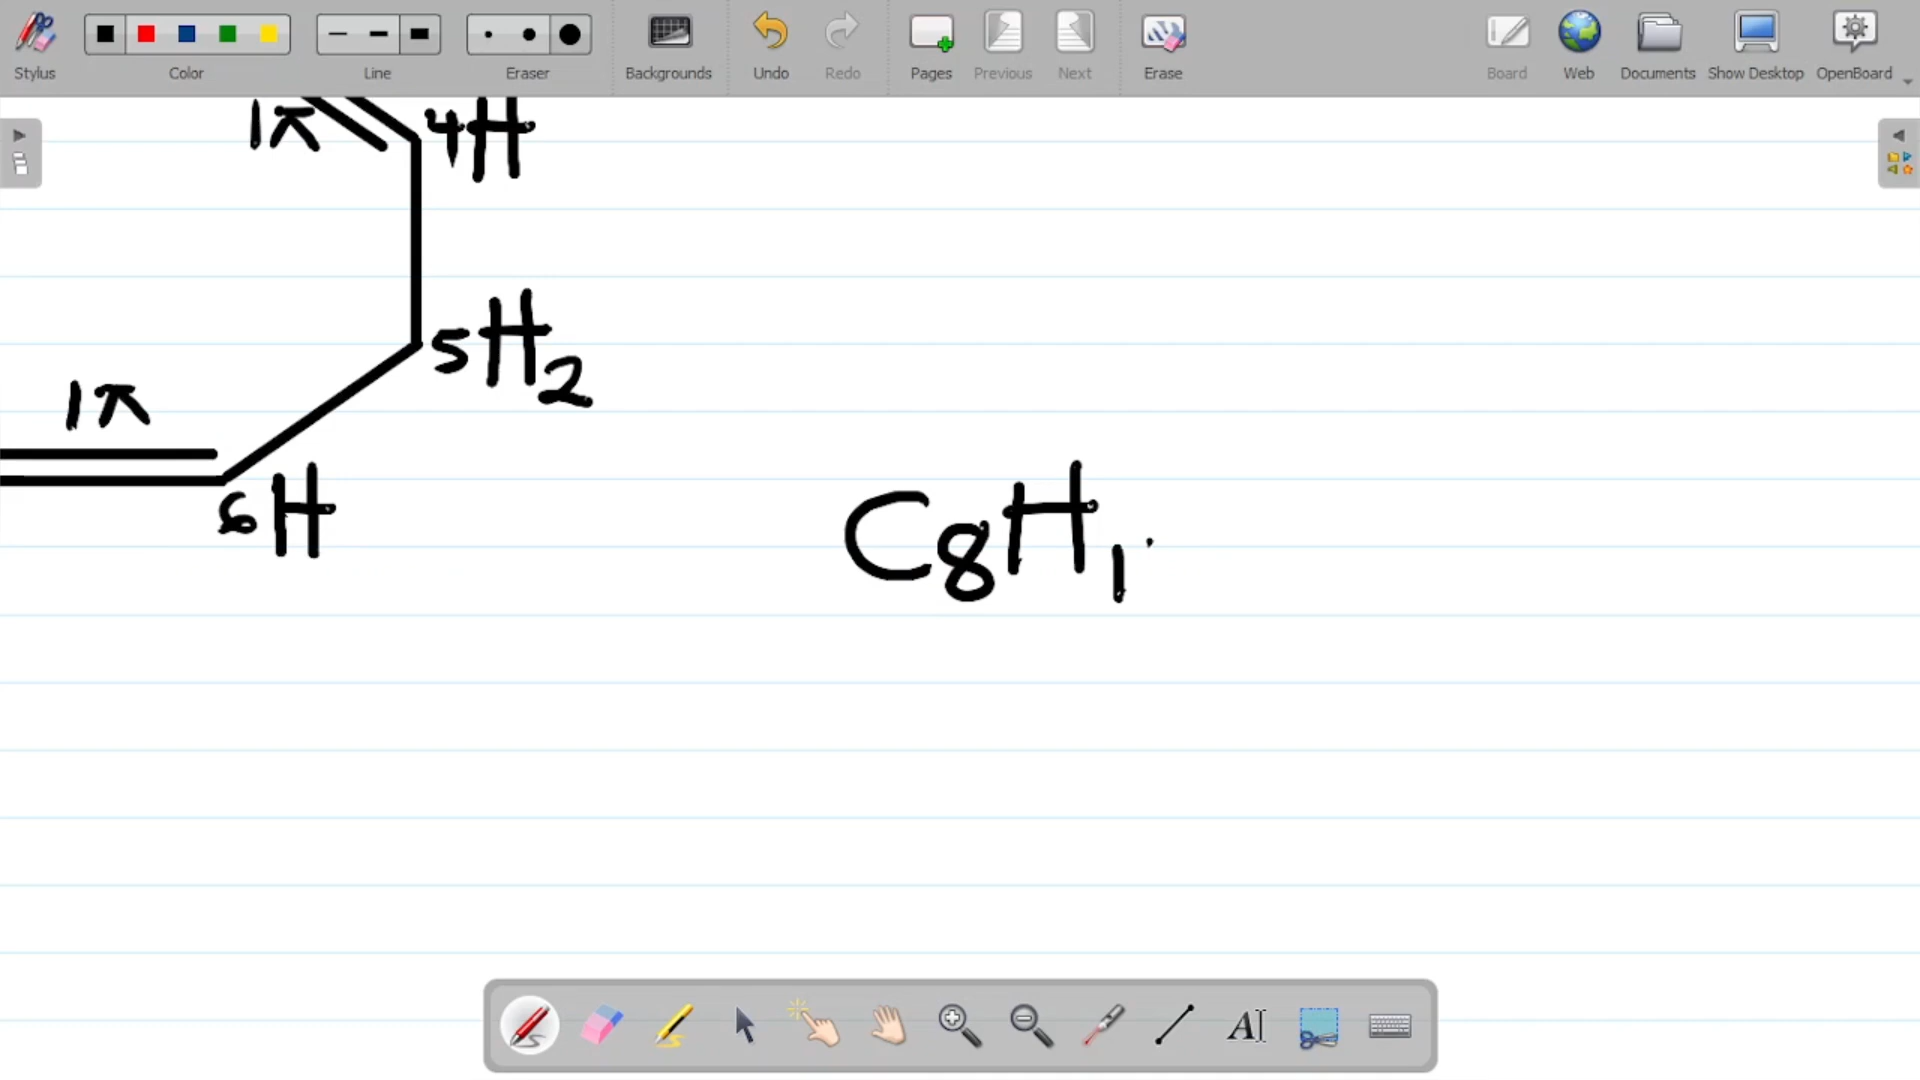 Stylus Color Line Eraser Backgrounds Undo Redo Pages Previous Next Erase Board Web Documents Show Desktop OpenBoard
1π 4H
5H2
1π
6H
C8H1